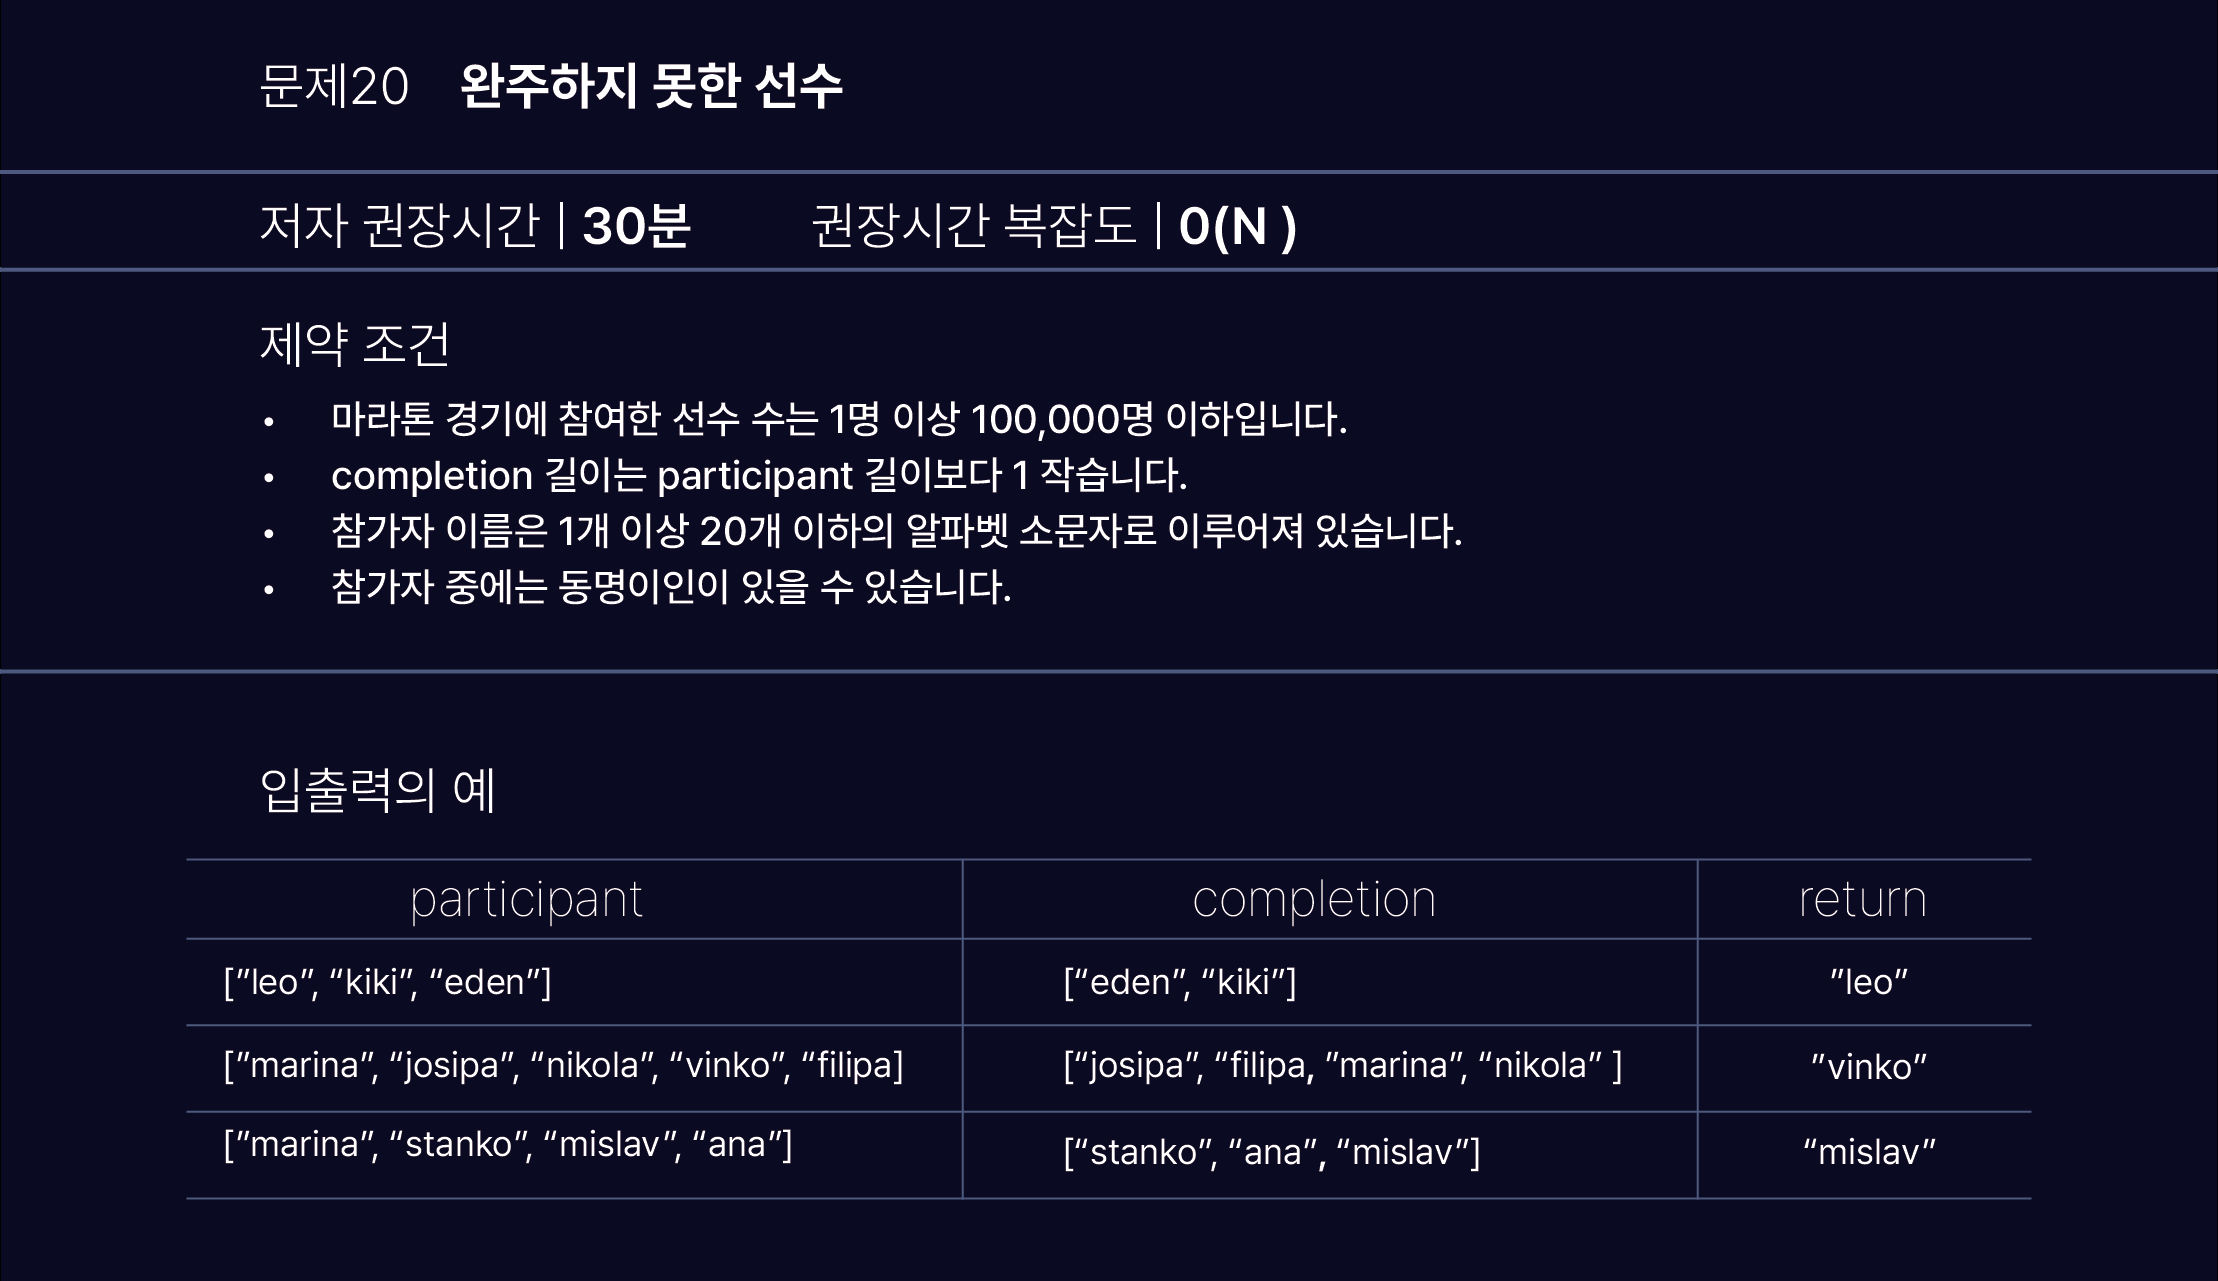 문제20 완주하지 못한 선수
저자 권장시간 | 30분 권장시간 복잡도 | 0(N )
제약 조건
• 마라톤 경기에 참여한 선수 수는 1명 이상 100,000명 이하입니다.
• completion 길이는 participant 길이보다 1 작습니다.
• 참가자 이름은 1개 이상 20개 이하의 알파벳 소문자로 이루어져 있습니다.
• 참가자 중에는 동명이인이 있을 수 있습니다.
입출력의 예
participant completion return
[”leo”, “kiki”, “eden”] [“eden”, “kiki”] ”leo”
[”marina”, “josipa”, “nikola”, “vinko”, “filipa] [“josipa”, “filipa, ”marina”, “nikola” ] ”vinko”
[”marina”, “stanko”, “mislav”, “ana”] [“stanko”, “ana”, “mislav”] “mislav”